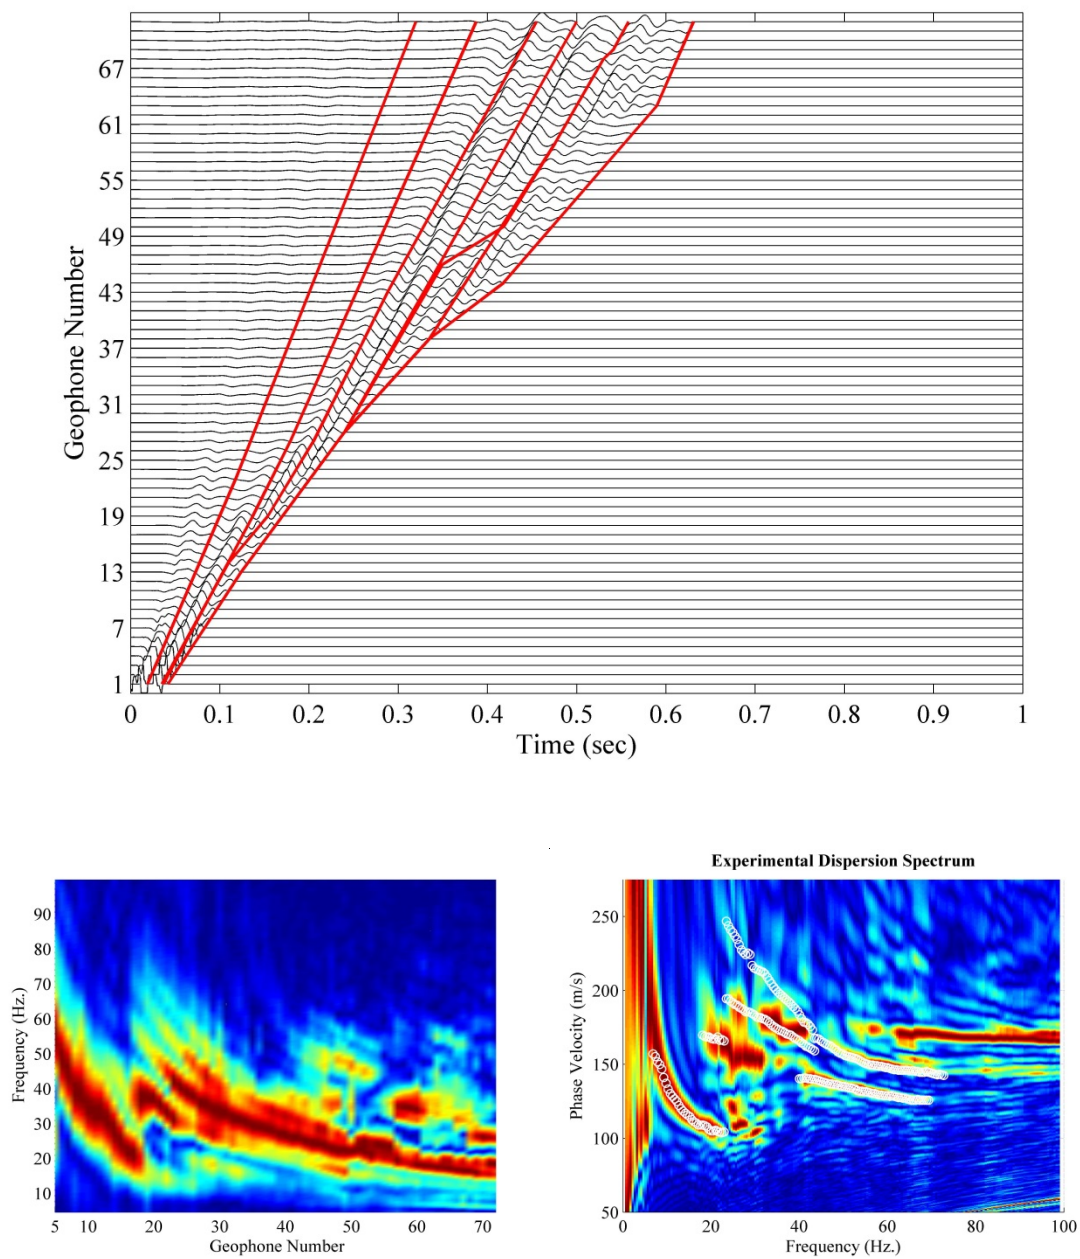 67
61
55
49
43
37
31
25
19
13
7
1
Geophone Number
0 0.1 0.2 0.3 0.4 0.5 0.6 0.7 0.8 0.9 1
Time (sec)
90
80
70
60
50
40
30
20
10
Frequency (Hz.)
5 10 20 30 40 50 60 70
Geophone Number
Experimental Dispersion Spectrum
250
200
150
100
50
Phase Velocity (m/s)
0 20 40 60 80 100
Frequency (Hz.)